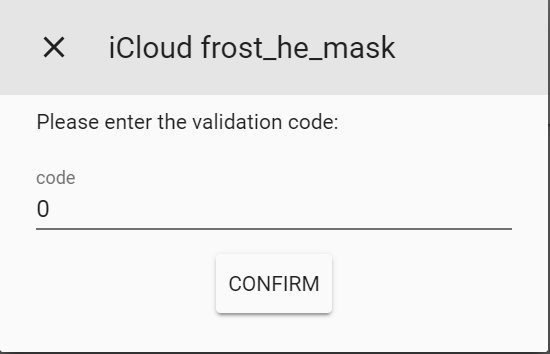 iCloud frost_he_mask
Please enter the validation code:
code
0
CONFIRM